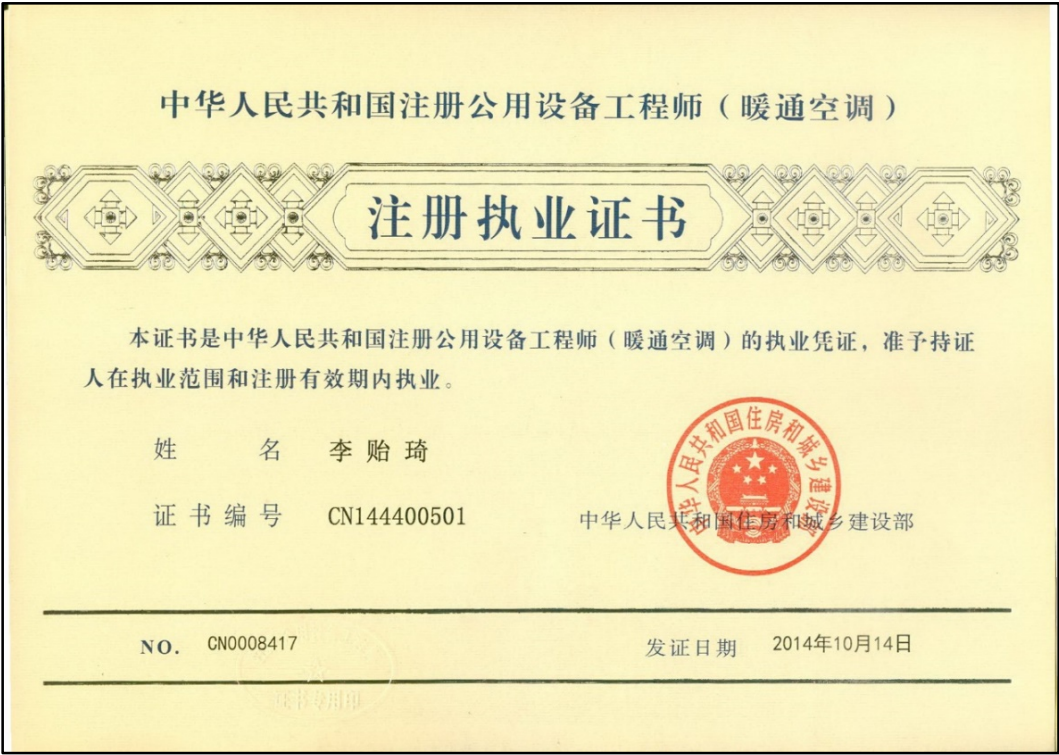 中华人民共和国注册公用设备工程师（暖通空调）
注册执业证书
本证书是中华人民共和国注册公用设备工程师（暖通空调）的执业凭证，准予持证
人在执业范围和注册有效期内执业。
姓 名 李贻琦
证书编号 CN144400501
中华人民共和国住房和城乡建设部
中华人民共和国住房和城乡建设部
NO. CN0008417 发证日期 2014年10月14日